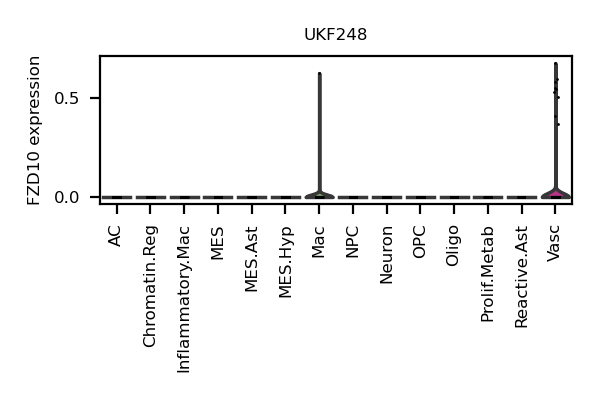 UKF248
FZD10 expression
0.5
0.0
AC
Chromatin.Reg
Inflammatory.Mac
MES
MES.Ast
MES.Hyp
Mac
NPC
Neuron
OPC
Oligo
Prolif.Metab
Reactive.Ast
Vasc